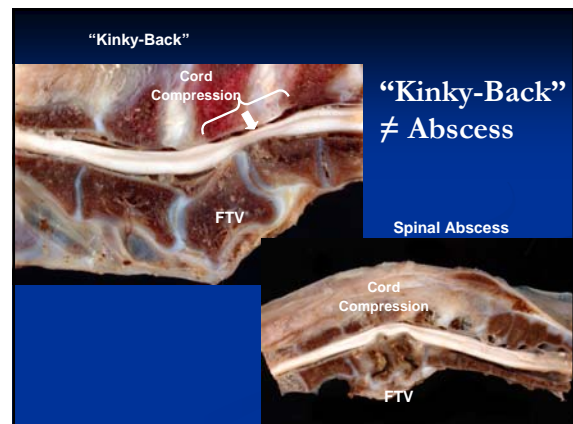 “Kinky-Back”
Cord
Compression
FTV
“Kinky-Back”
≠ Abscess
Spinal Abscess
Cord
Compression
FTV